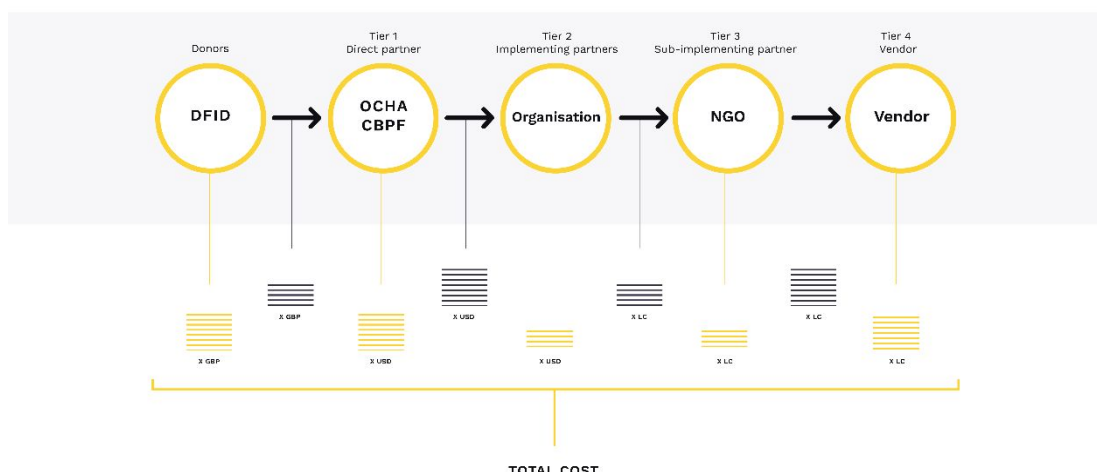 Donors
Tier 1
Direct partner
Tier 2
Implementing partners
Tier 3
Sub-implementing partner
Tier 4
Vendor
DFID
OCHA
CBPF
Organisation
NGO
Vendor
X GBP
X USD
X LC
X LC
X GBP
X USD
X USD
X LC
X LC
TOTAL COST